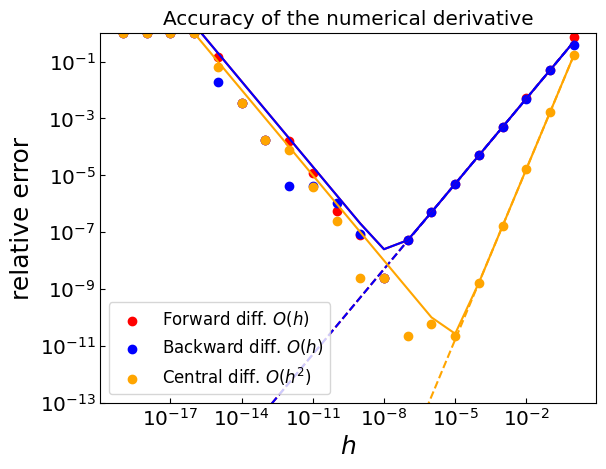 Accuracy of the numerical derivative
relative error
10⁻¹
10⁻³
10⁻⁵
10⁻⁷
10⁻⁹
10⁻¹¹
10⁻¹³
Forward diff. O(h)
Backward diff. O(h)
Central diff. O(h²)
10⁻¹⁷ 10⁻¹⁴ 10⁻¹¹ 10⁻⁸ 10⁻⁵ 10⁻²
h